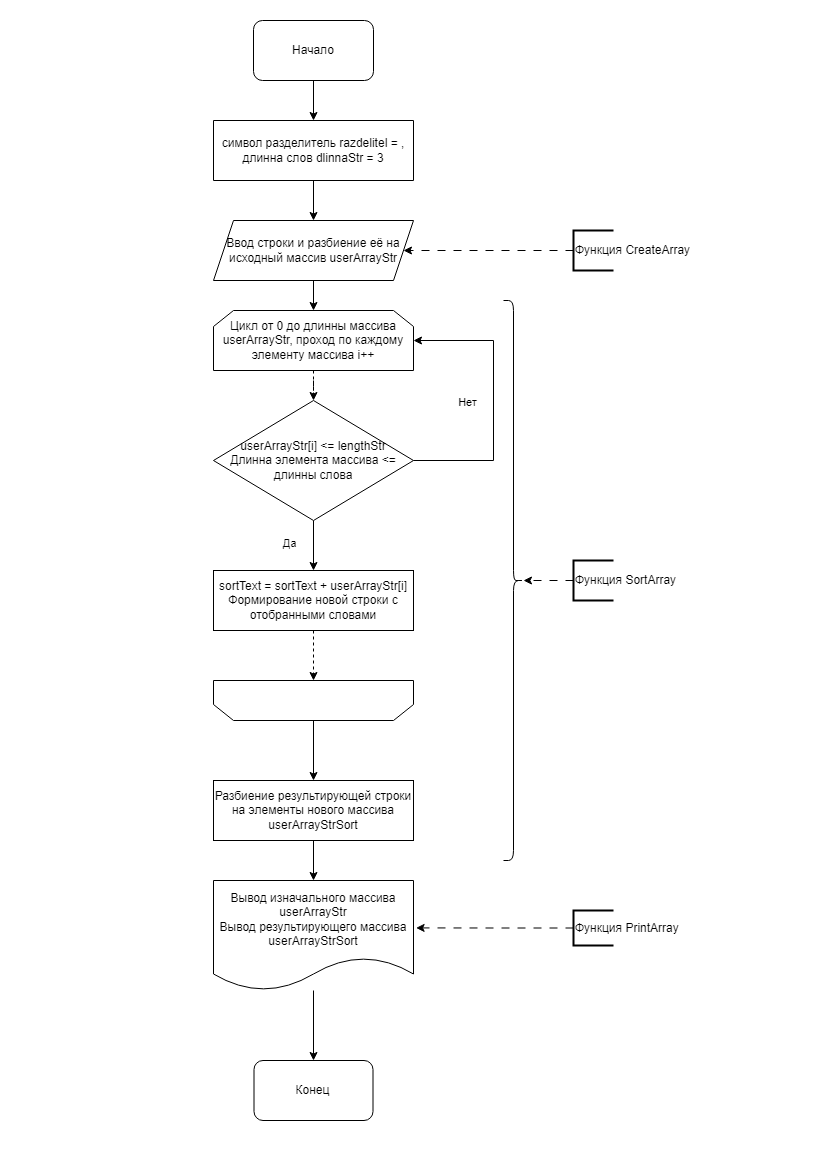 Начало
символ разделитель razdelitel = ,
длинна слов dlinnaStr = 3
Ввод строки и разбиение её на
исходный массив userArrayStr
Функция CreateArray
Цикл от 0 до длинны массива
userArrayStr, проход по каждому
элементу массива i++
Нет
userArrayStr[i] <= lengthStr
Длинна элемента массива <=
длинны слова
Да
sortText = sortText + userArrayStr[i]
Формирование новой строки с
отобранными словами
Функция SortArray
Разбиение результирующей строки
на элементы нового массива
userArrayStrSort
Вывод изначального массива
userArrayStr
Вывод результирующего массива
userArrayStrSort
Функция PrintArray
Конец